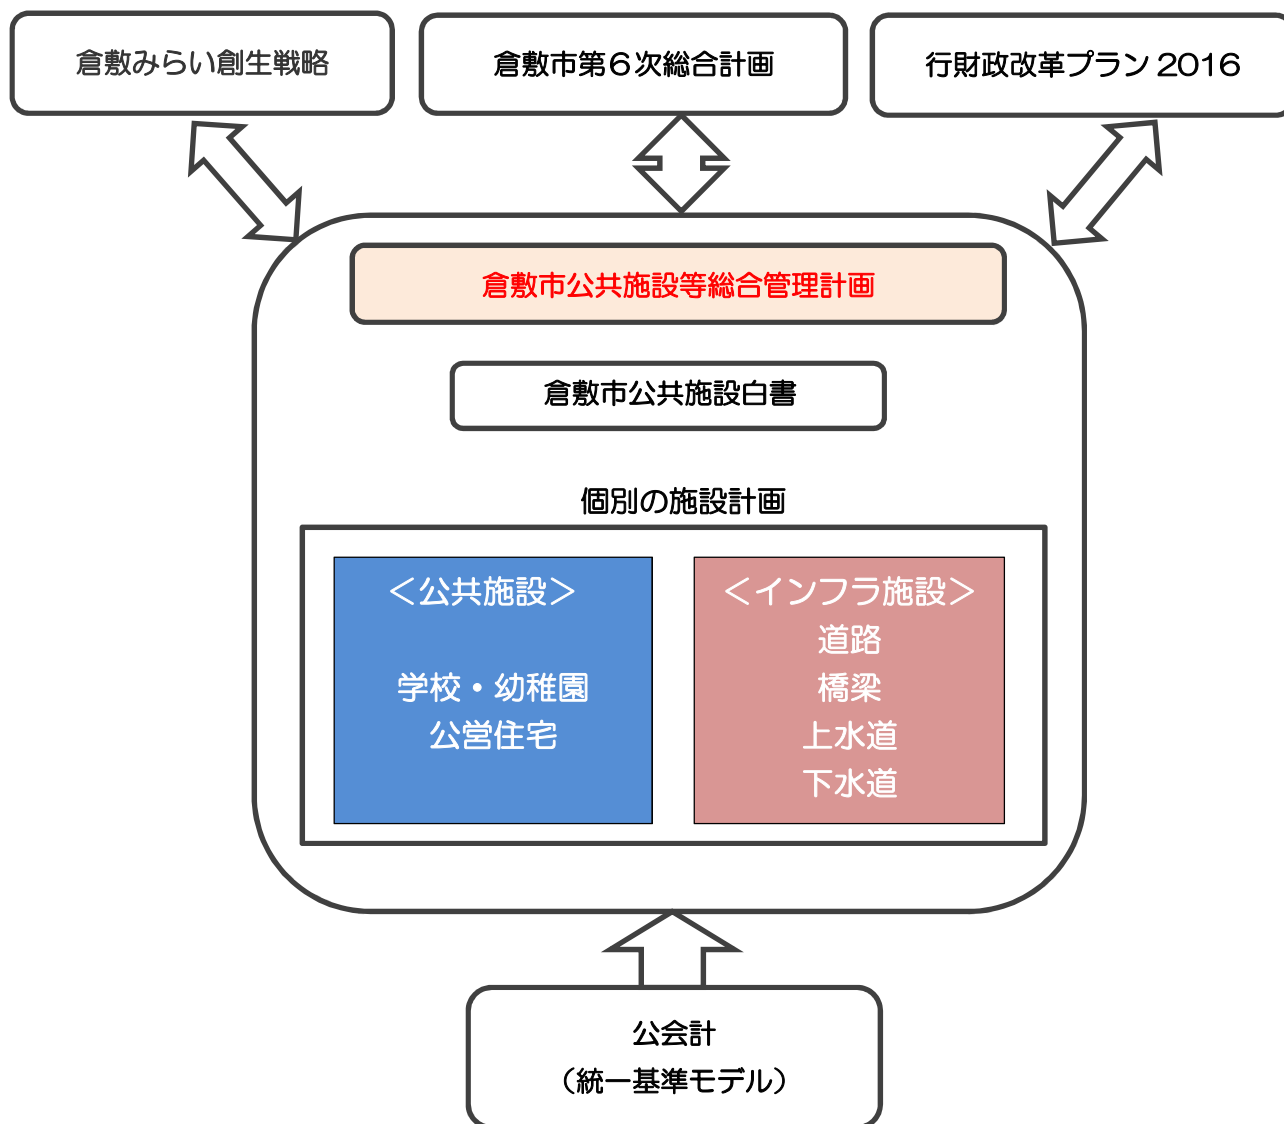 倉敷みらい創生戦略
倉敷市第６次総合計画
行財政改革プラン 2016
倉敷市公共施設等総合管理計画
倉敷市公共施設白書
個別の施設計画
＜公共施設＞
学校・幼稚園
公営住宅
＜インフラ施設＞
道路
橋梁
上水道
下水道
公会計
（統一基準モデル）